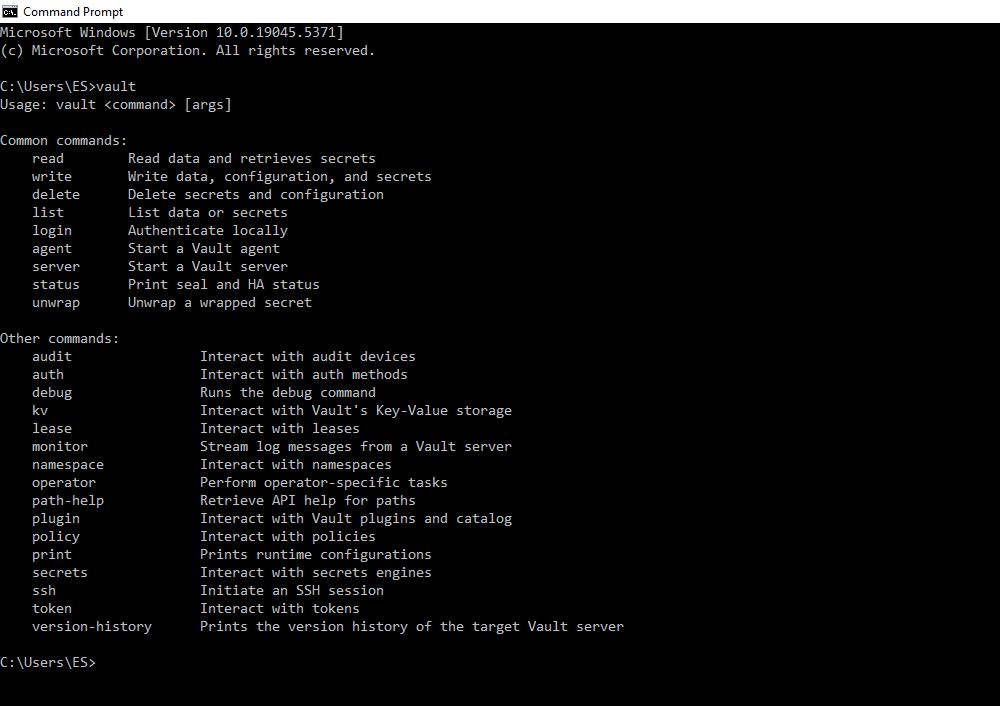 Command Prompt
Microsoft Windows [Version 10.0.19045.5371]
(c) Microsoft Corporation. All rights reserved.
C:\Users\ES>vault
Usage: vault <command> [args]
Common commands:
read Read data and retrieves secrets
write Write data, configuration, and secrets
delete Delete secrets and configuration
list List data or secrets
login Authenticate locally
agent Start a Vault agent
server Start a Vault server
status Print seal and HA status
unwrap Unwrap a wrapped secret
Other commands:
audit Interact with audit devices
auth Interact with auth methods
debug Runs the debug command
kv Interact with Vault's Key-Value storage
lease Interact with leases
monitor Stream log messages from a Vault server
namespace Interact with namespaces
operator Perform operator-specific tasks
path-help Retrieve API help for paths
plugin Interact with Vault plugins and catalog
policy Interact with policies
print Prints runtime configurations
secrets Interact with secrets engines
ssh Initiate an SSH session
token Interact with tokens
version-history Prints the version history of the target Vault server
C:\Users\ES>